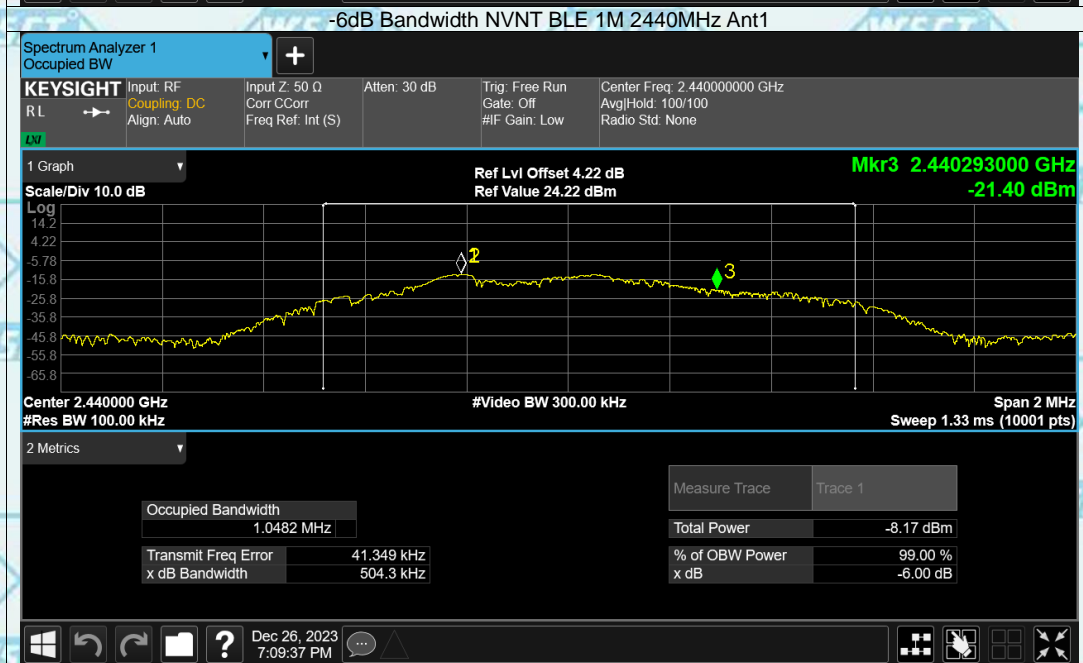 -6dB Bandwidth NVNT BLE 1M 2440MHz Ant1
Spectrum Analyzer 1
Occupied BW
+
KEYSIGHT Input: RF Input Z: 50 Ω Atten: 30 dB Trig: Free Run Center Freq: 2.440000000 GHz
RL Coupling: DC Corr CCorr Gate: Off Avg|Hold: 100/100
Align: Auto Freq Ref: Int (S) #IF Gain: Low Radio Std: None
LXI
1 Graph
Ref Lvl Offset 4.22 dB Mkr3 2.440293000 GHz
Scale/Div 10.0 dB Ref Value 24.22 dBm -21.40 dBm
Log
14.2
4.22
-5.78
-15.8
-25.8
-35.8
-45.8
-55.8
-65.8
2
3
Center 2.440000 GHz #Video BW 300.00 kHz Span 2 MHz
#Res BW 100.00 kHz Sweep 1.33 ms (10001 pts)
2 Metrics
Measure Trace Trace 1
Occupied Bandwidth
1.0482 MHz Total Power -8.17 dBm
Transmit Freq Error 41.349 kHz % of OBW Power 99.00 %
x dB Bandwidth 504.3 kHz x dB -6.00 dB
? Dec 26, 2023
7:09:37 PM